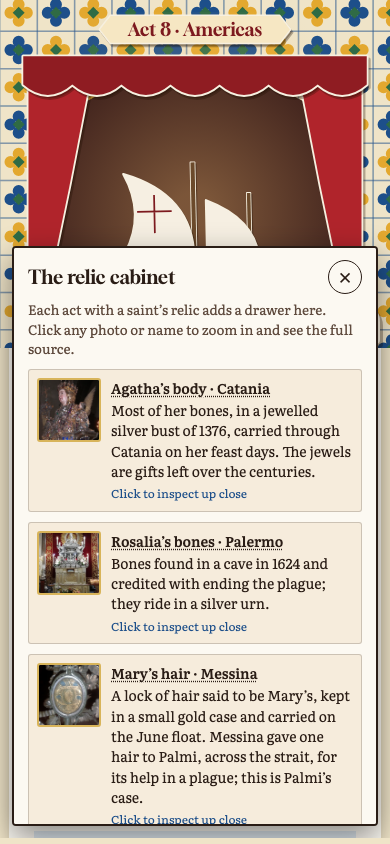 Act 8 · Americas
The relic cabinet
Each act with a saint’s relic adds a drawer here.
Click any photo or name to zoom in and see the full
source.
Agatha’s body · Catania
Most of her bones, in a jewelled
silver bust of 1376, carried through
Catania on her feast days. The jewels
are gifts left over the centuries.
Click to inspect up close
Rosalia’s bones · Palermo
Bones found in a cave in 1624 and
credited with ending the plague;
they ride in a silver urn.
Click to inspect up close
Mary’s hair · Messina
A lock of hair said to be Mary’s, kept
in a small gold case and carried on
the June float. Messina gave one
hair to Palmi, across the strait, for
its help in a plague; this is Palmi’s
case.
Click to inspect up close